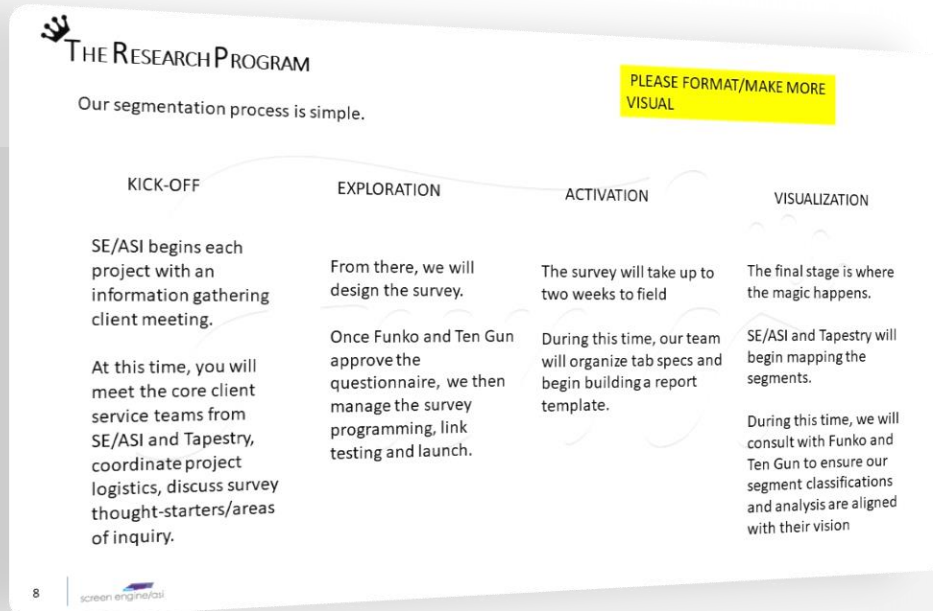 THE RESEARCH PROGRAM
PLEASE FORMAT/MAKE MORE
VISUAL
Our segmentation process is simple.
KICK-OFF
SE/ASI begins each
project with an
information gathering
client meeting.
At this time, you will
meet the core client
service teams from
SE/ASI and Tapestry,
coordinate project
logistics, discuss survey
thought-starters/areas
of inquiry.
EXPLORATION
From there, we will
design the survey.
Once Funko and Ten Gun
approve the
questionnaire, we then
manage the survey
programming, link
testing and launch.
ACTIVATION
The survey will take up to
two weeks to field
During this time, our team
will organize tab specs and
begin building a report
template.
VISUALIZATION
The final stage is where
the magic happens.
SE/ASI and Tapestry will
begin mapping the
segments.
During this time, we will
consult with Funko and
Ten Gun to ensure our
segment classifications
and analysis are aligned
with their vision
8
screen engine/asi